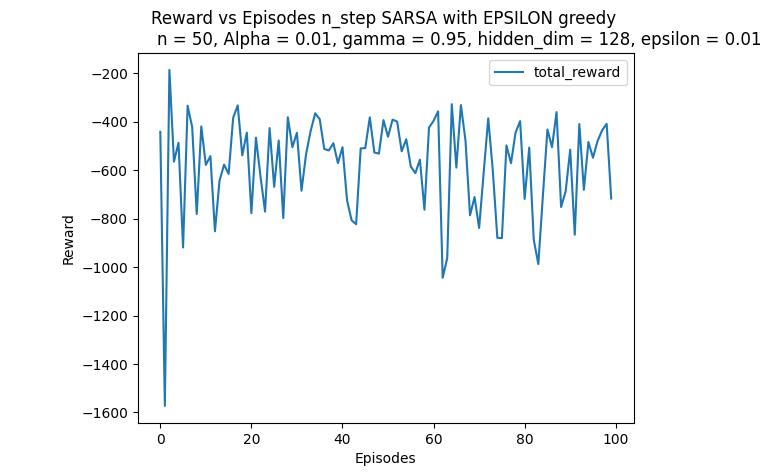 Reward vs Episodes n_step SARSA with EPSILON greedy
n = 50, Alpha = 0.01, gamma = 0.95, hidden_dim = 128, epsilon = 0.01
total_reward
−200
−400
−600
−800
−1000
−1200
−1400
−1600
Reward
0
20
40
60
80
100
Episodes